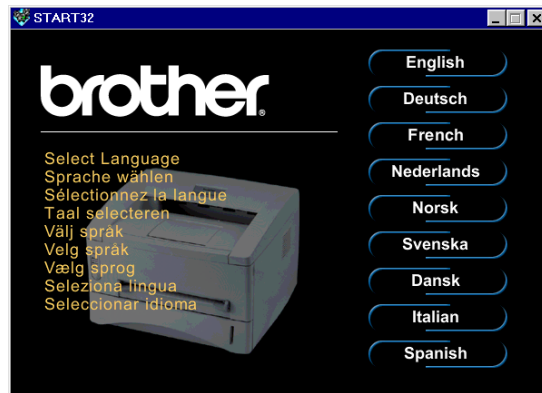 START32
brother®
Select Language
Sprache wählen
Sélectionnez la langue
Taal selecteren
Välj språk
Velg språk
Vælg sprog
Seleziona lingua
Seleccionar idioma
English
Deutsch
French
Nederlands
Norsk
Svenska
Dansk
Italian
Spanish